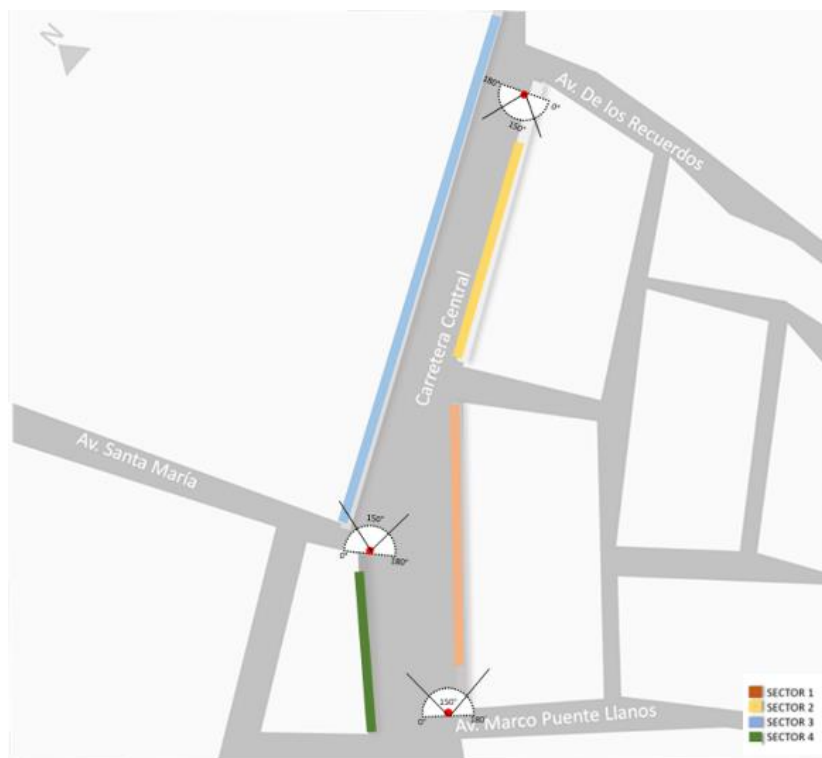 N
180°
0°
150°
Av. De los Recuerdos
Carretera Central
Av. Santa María
150°
0°
180°
150°
0°
180°
Av. Marco Puente Llanos
SECTOR 1
SECTOR 2
SECTOR 3
SECTOR 4